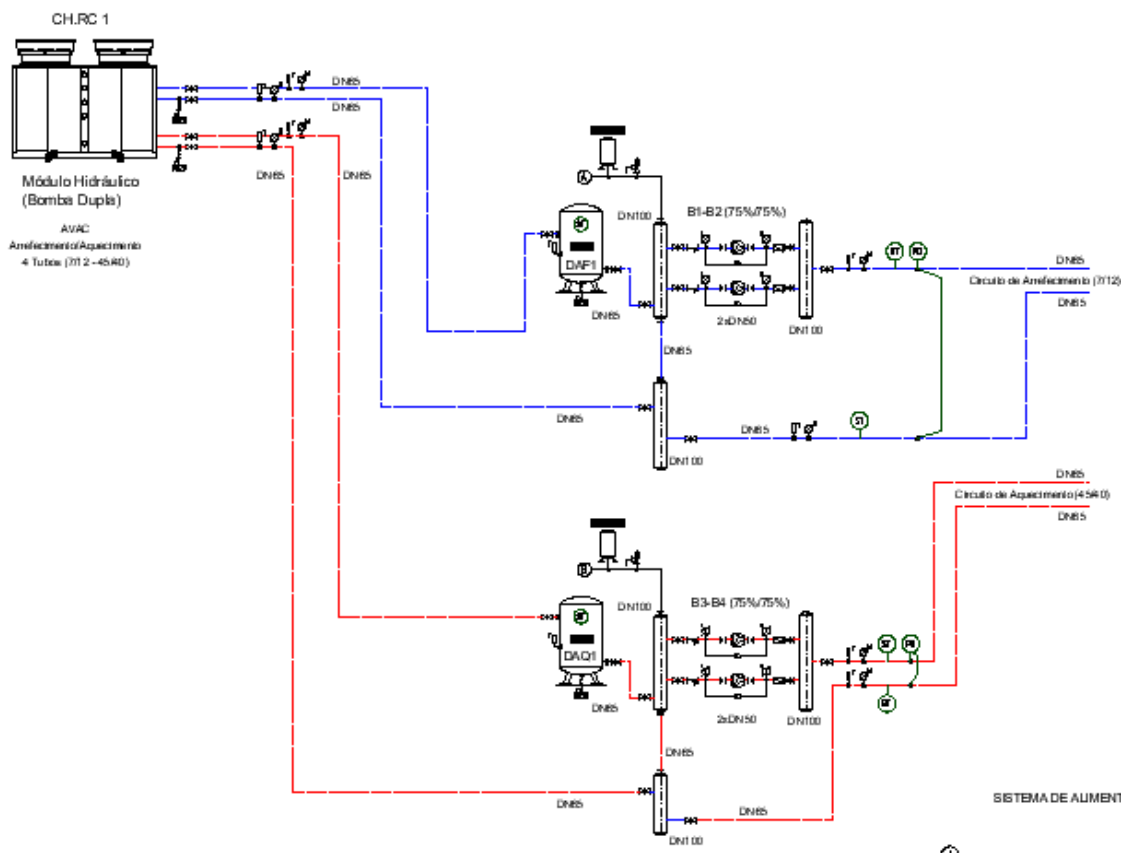 CH.RC 1
DN65
DN65
DN65
DN65
Módulo Hidráulico
(Bomba Dupla)
AVAC
Arrefecimento/Aquecimento
4 Tubos (7/12 - 45/40)
A
DN100
B1-B2 (75%/75%)
DAF1
DN65
2xDN50
DN100
DN65
DN65
Circuito de Arrefecimento (7/12)
DN65
DN65
DN65
ST
DN100
DN65
Circuito de Aquecimento (45/40)
DN65
B
DN100
B3-B4 (75%/75%)
DAQ1
DN65
2xDN50
DN100
DN65
DN65
DN65
DN100
SISTEMA DE ALIMENT